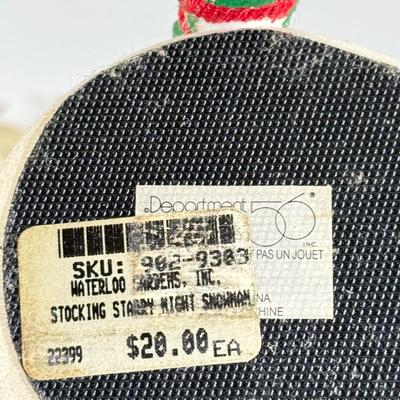 Department 56®
INC.
PAS UN JOUET
SKU: 902-9303
WATERLOO GARDENS, INC.
STOCKING STARRY NIGHT SNOWMAN
22399 $20.00 EA